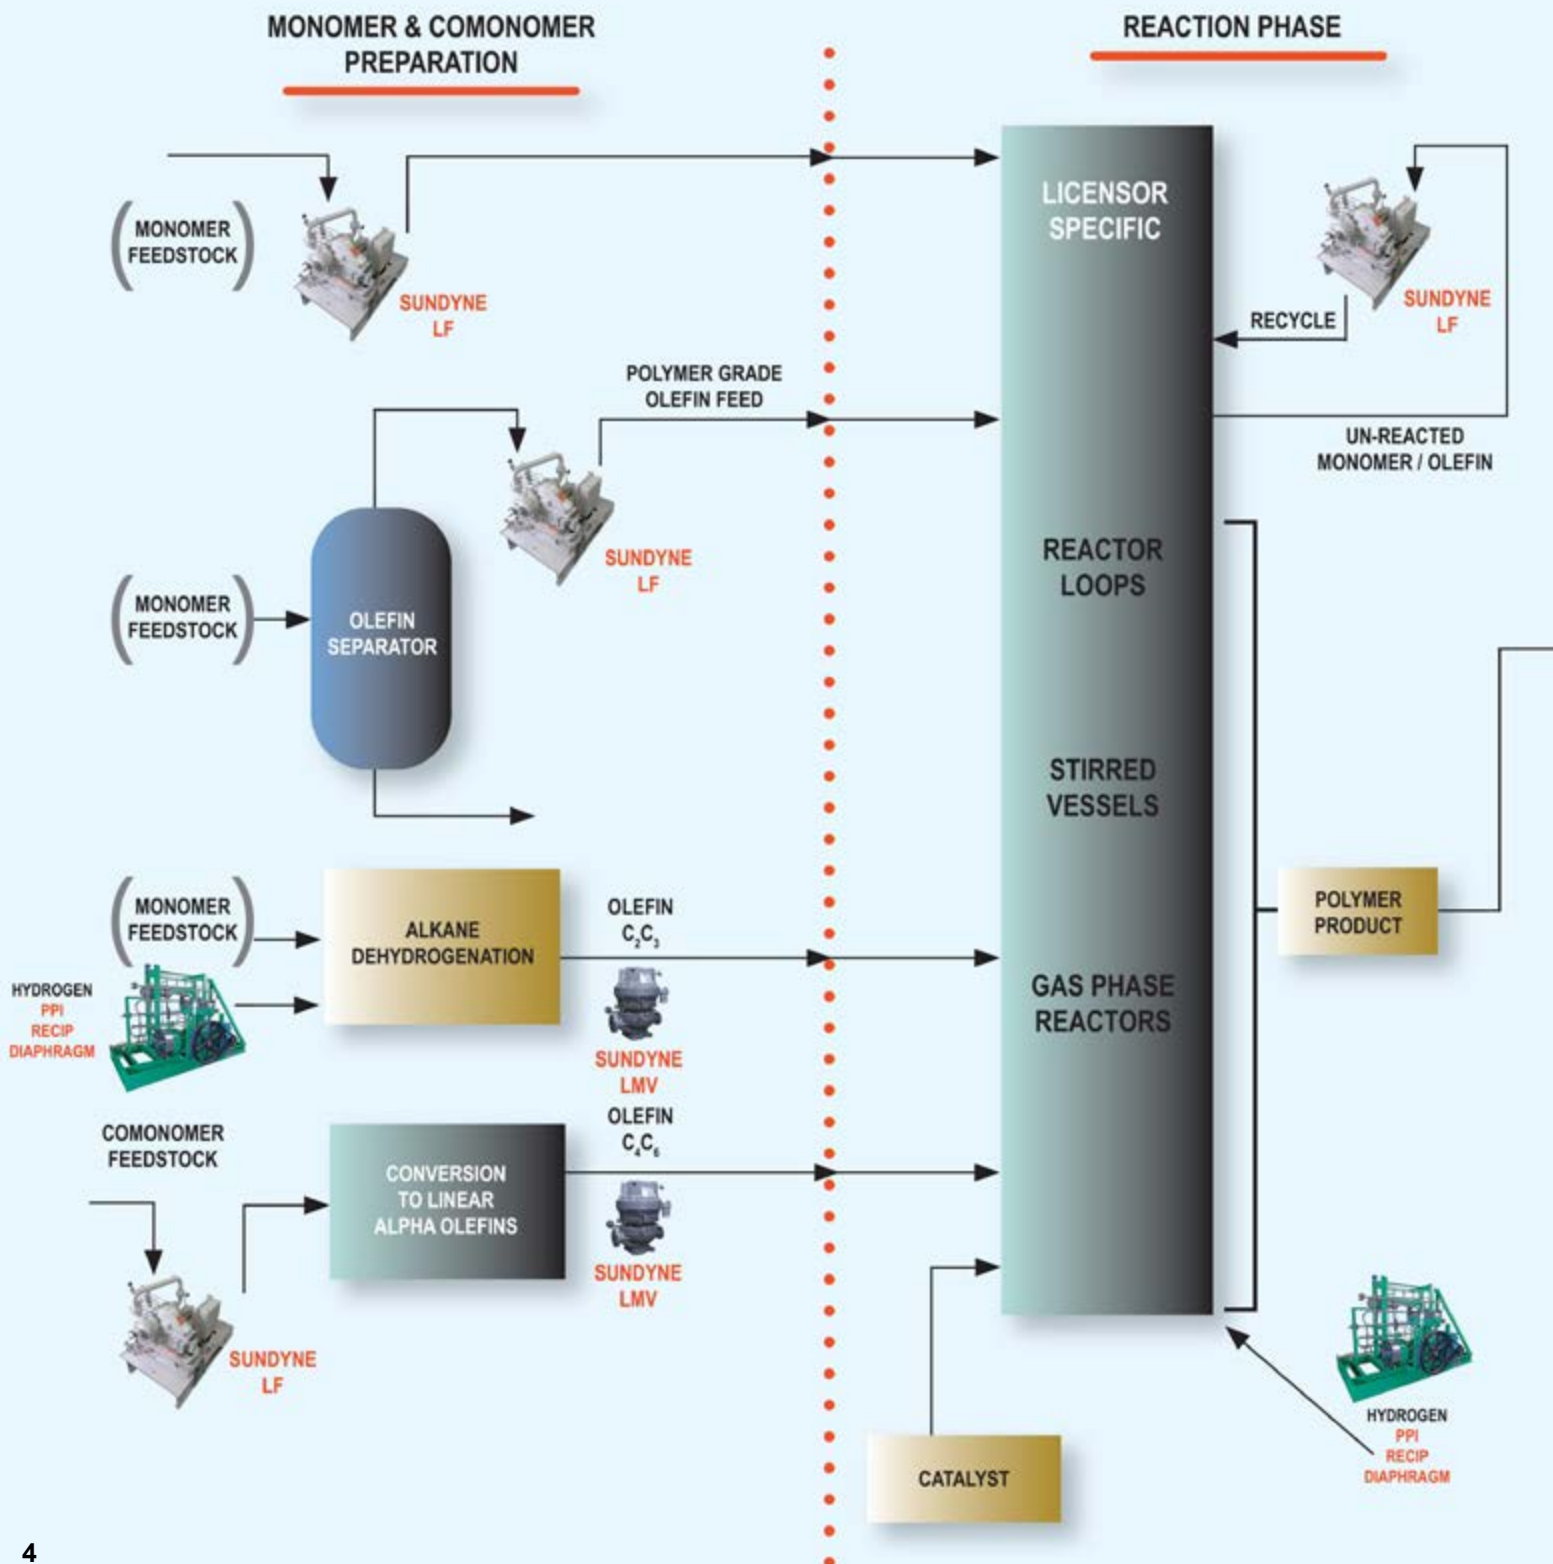 MONOMER & COMONOMER
PREPARATION
REACTION PHASE
(MONOMER
FEEDSTOCK)
SUNDYNE
LF
LICENSOR
SPECIFIC
SUNDYNE
LF
RECYCLE
POLYMER GRADE
OLEFIN FEED
UN-REACTED
MONOMER / OLEFIN
SUNDYNE
LF
(MONOMER
FEEDSTOCK)
OLEFIN
SEPARATOR
REACTOR
LOOPS
STIRRED
VESSELS
(MONOMER
FEEDSTOCK)
HYDROGEN
PPI
RECIP
DIAPHRAGM
ALKANE
DEHYDROGENATION
OLEFIN
C₂C₃
SUNDYNE
LMV
GAS PHASE
REACTORS
POLYMER
PRODUCT
COMONOMER
FEEDSTOCK
CONVERSION
TO LINEAR
ALPHA OLEFINS
OLEFIN
C₄C₆
SUNDYNE
LMV
SUNDYNE
LF
CATALYST
HYDROGEN
PPI
RECIP
DIAPHRAGM
4